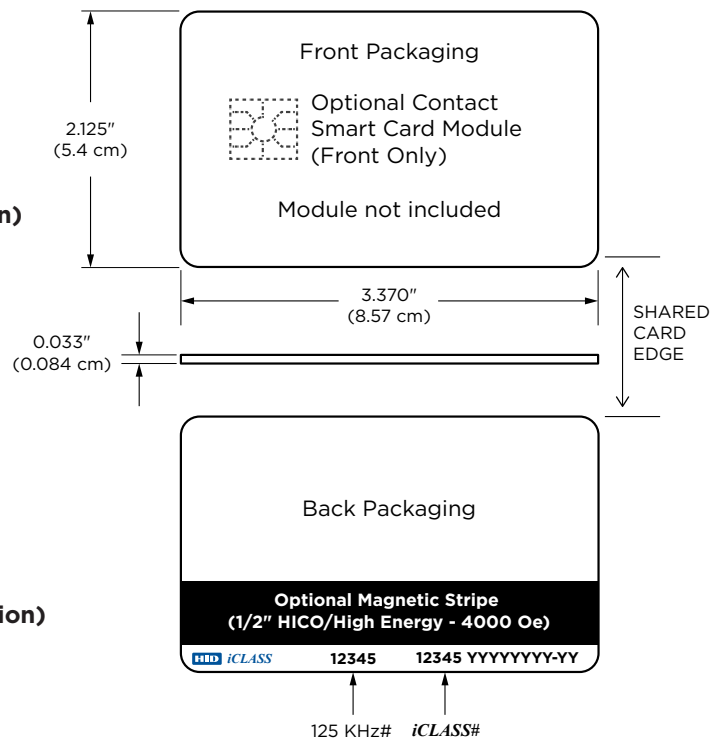 Front Packaging
Optional Contact
Smart Card Module
(Front Only)
Module not included
2.125"
(5.4 cm)
n)
3.370"
(8.57 cm)
SHARED
CARD
EDGE
0.033"
(0.084 cm)
Back Packaging
ion)
Optional Magnetic Stripe
(1/2" HICO/High Energy - 4000 Oe)
HID iCLASS 12345 12345 YYYYYYYY-YY
125 KHz# iCLASS#